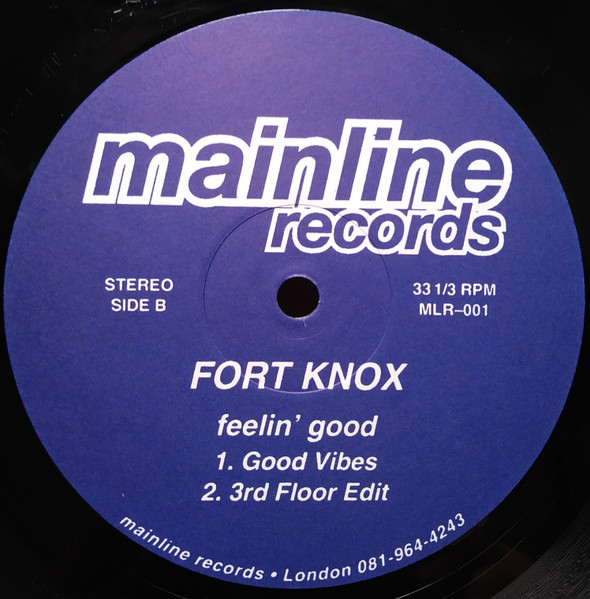 mainline
records
STEREO
SIDE B
33 1/3 RPM
MLR–001
FORT KNOX
feelin’ good
1. Good Vibes
2. 3rd Floor Edit
mainline records • London 081-964-4243